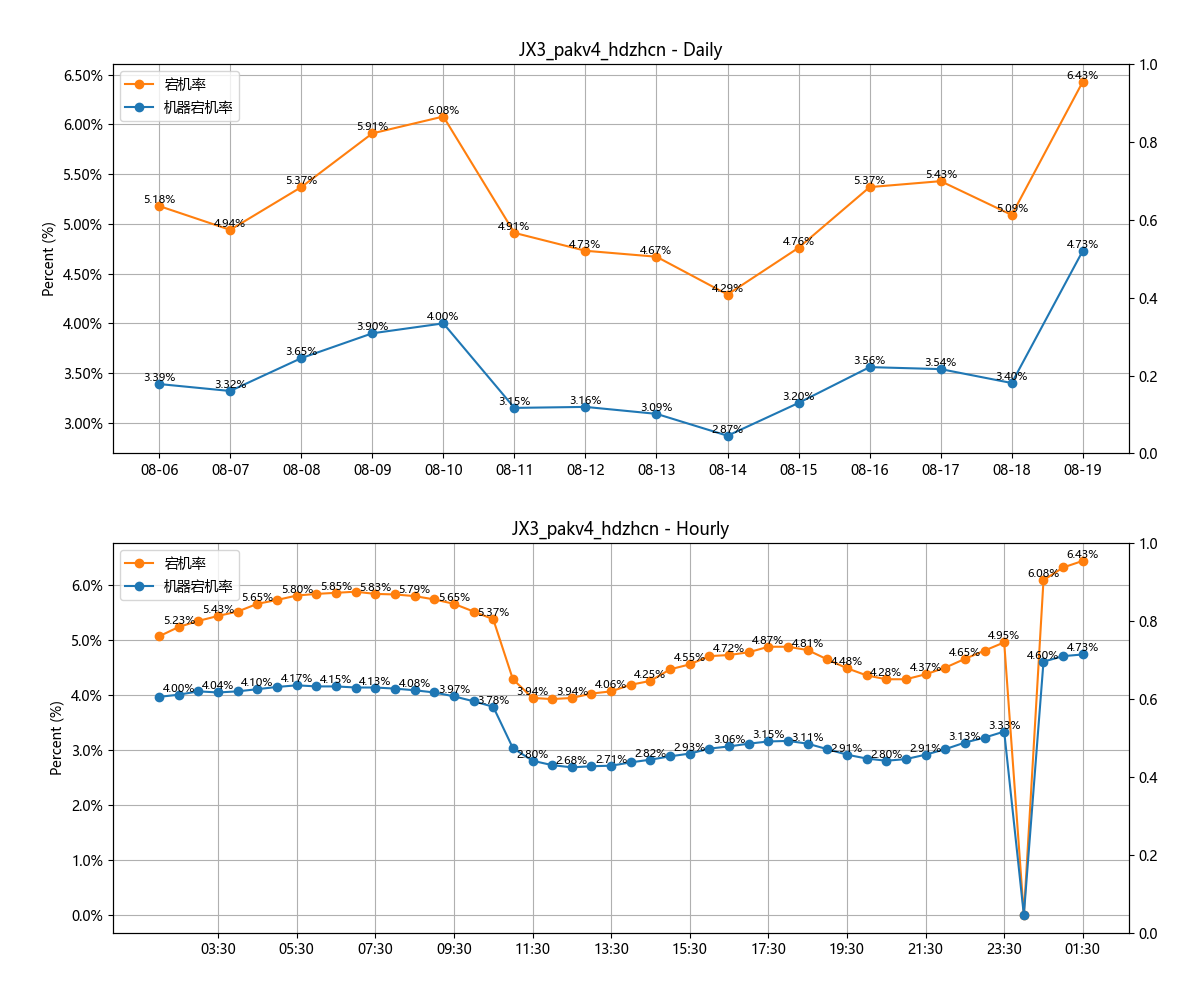 JX3_pakv4_hdzhcn - Daily
宕机率
机器宕机率
Percent (%)
6.50%
6.00%
5.50%
5.00%
4.50%
4.00%
3.50%
3.00%
1.0
0.8
0.6
0.4
0.2
0.0
5.18% 4.94% 5.37% 5.91% 6.08% 4.91% 4.73% 4.67% 4.29% 4.76% 5.37% 5.43% 5.09% 6.43%
3.39% 3.32% 3.65% 3.90% 4.00% 3.15% 3.16% 3.09% 2.87% 3.20% 3.56% 3.54% 3.40% 4.73%
08-06 08-07 08-08 08-09 08-10 08-11 08-12 08-13 08-14 08-15 08-16 08-17 08-18 08-19
JX3_pakv4_hdzhcn - Hourly
宕机率
机器宕机率
Percent (%)
6.0%
5.0%
4.0%
3.0%
2.0%
1.0%
0.0%
1.0
0.8
0.6
0.4
0.2
0.0
5.23% 5.43% 5.65% 5.80% 5.85% 5.83% 5.79% 5.65% 5.37% 3.94% 3.94% 4.06% 4.25% 4.55% 4.72% 4.87% 4.81% 4.48% 4.28% 4.37% 4.65% 4.95% 6.08% 6.43%
4.00% 4.04% 4.10% 4.17% 4.15% 4.13% 4.08% 3.97% 3.78% 2.80% 2.68% 2.71% 2.82% 2.93% 3.06% 3.15% 3.11% 2.91% 2.80% 2.91% 3.13% 3.33% 4.60% 4.73%
03:30 05:30 07:30 09:30 11:30 13:30 15:30 17:30 19:30 21:30 23:30 01:30